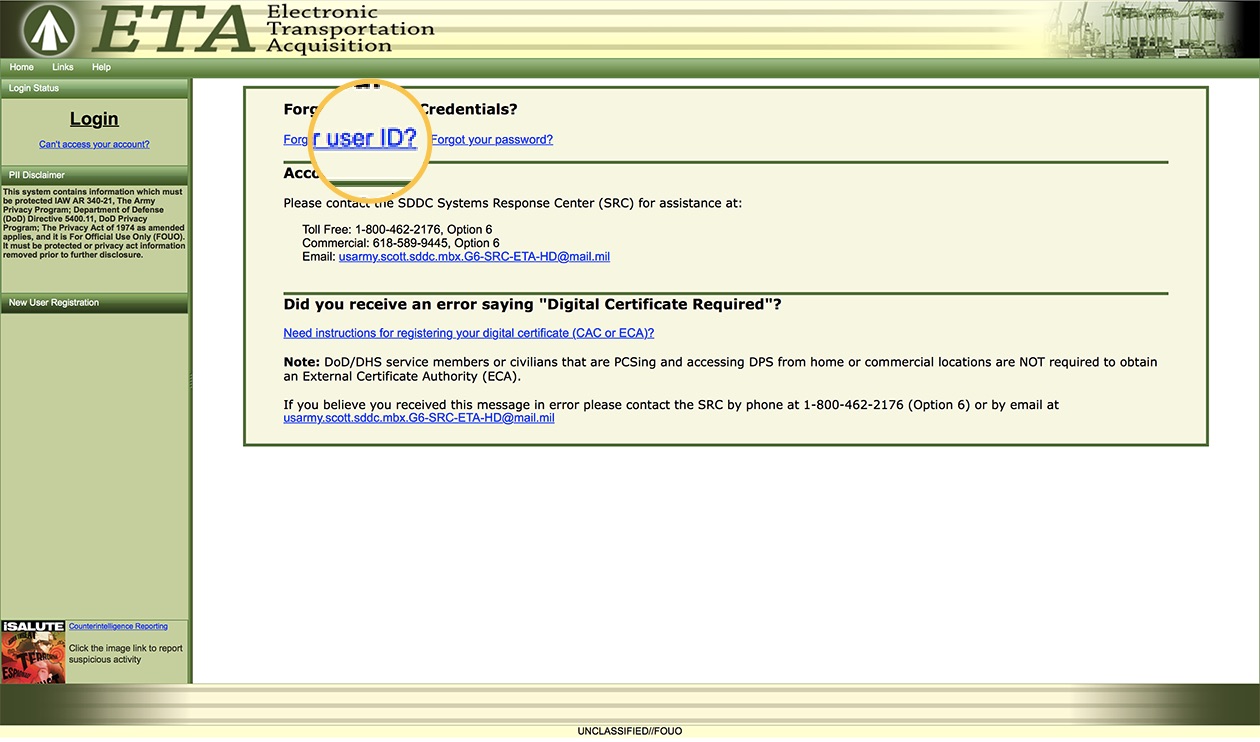 ETA
Electronic
Transportation
Acquisition
Home Links Help
Login Status
Login
Can't access your account?
PII Disclaimer
This system contains information which must
be protected IAW AR 340-21, The Army
Privacy Program; Department of Defense
(DoD) Directive 5400.11, DoD Privacy
Program; The Privacy Act of 1974 as amended
applies, and it is For Official Use Only (FOUO).
It must be protected or privacy act information
removed prior to further disclosure.
New User Registration
iSALUTE
Counterintelligence Reporting
Click the image link to report
suspicious activity
Forg Credentials?
Forg r user ID? Forgot your password?
Acco
Please contact the SDDC Systems Response Center (SRC) for assistance at:
Toll Free: 1-800-462-2176, Option 6
Commercial: 618-589-9445, Option 6
Email: usarmy.scott.sddc.mbx.G6-SRC-ETA-HD@mail.mil
Did you receive an error saying "Digital Certificate Required"?
Need instructions for registering your digital certificate (CAC or ECA)?
Note: DoD/DHS service members or civilians that are PCSing and accessing DPS from home or commercial locations are NOT required to obtain
an External Certificate Authority (ECA).
If you believe you received this message in error please contact the SRC by phone at 1-800-462-2176 (Option 6) or by email at
usarmy.scott.sddc.mbx.G6-SRC-ETA-HD@mail.mil
UNCLASSIFIED//FOUO